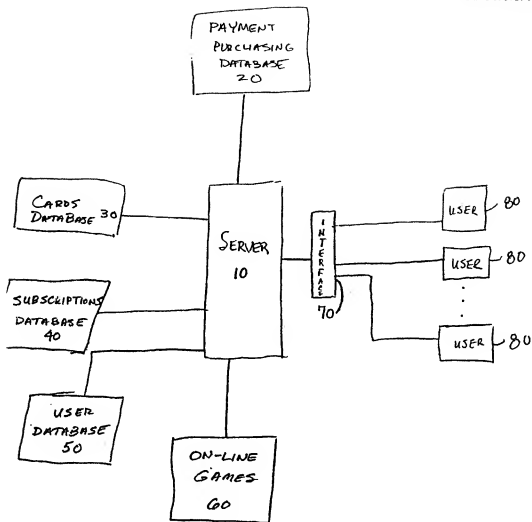 PAYMENT
PURCHASING
DATABASE
20
CARDS
DATABASE 30
SERVER
10
INTERFACE
70
USER 80
USER 80
USER 80
SUBSCRIPTIONS
DATABASE
40
USER
DATABASE
50
ON-LINE
GAMES
60